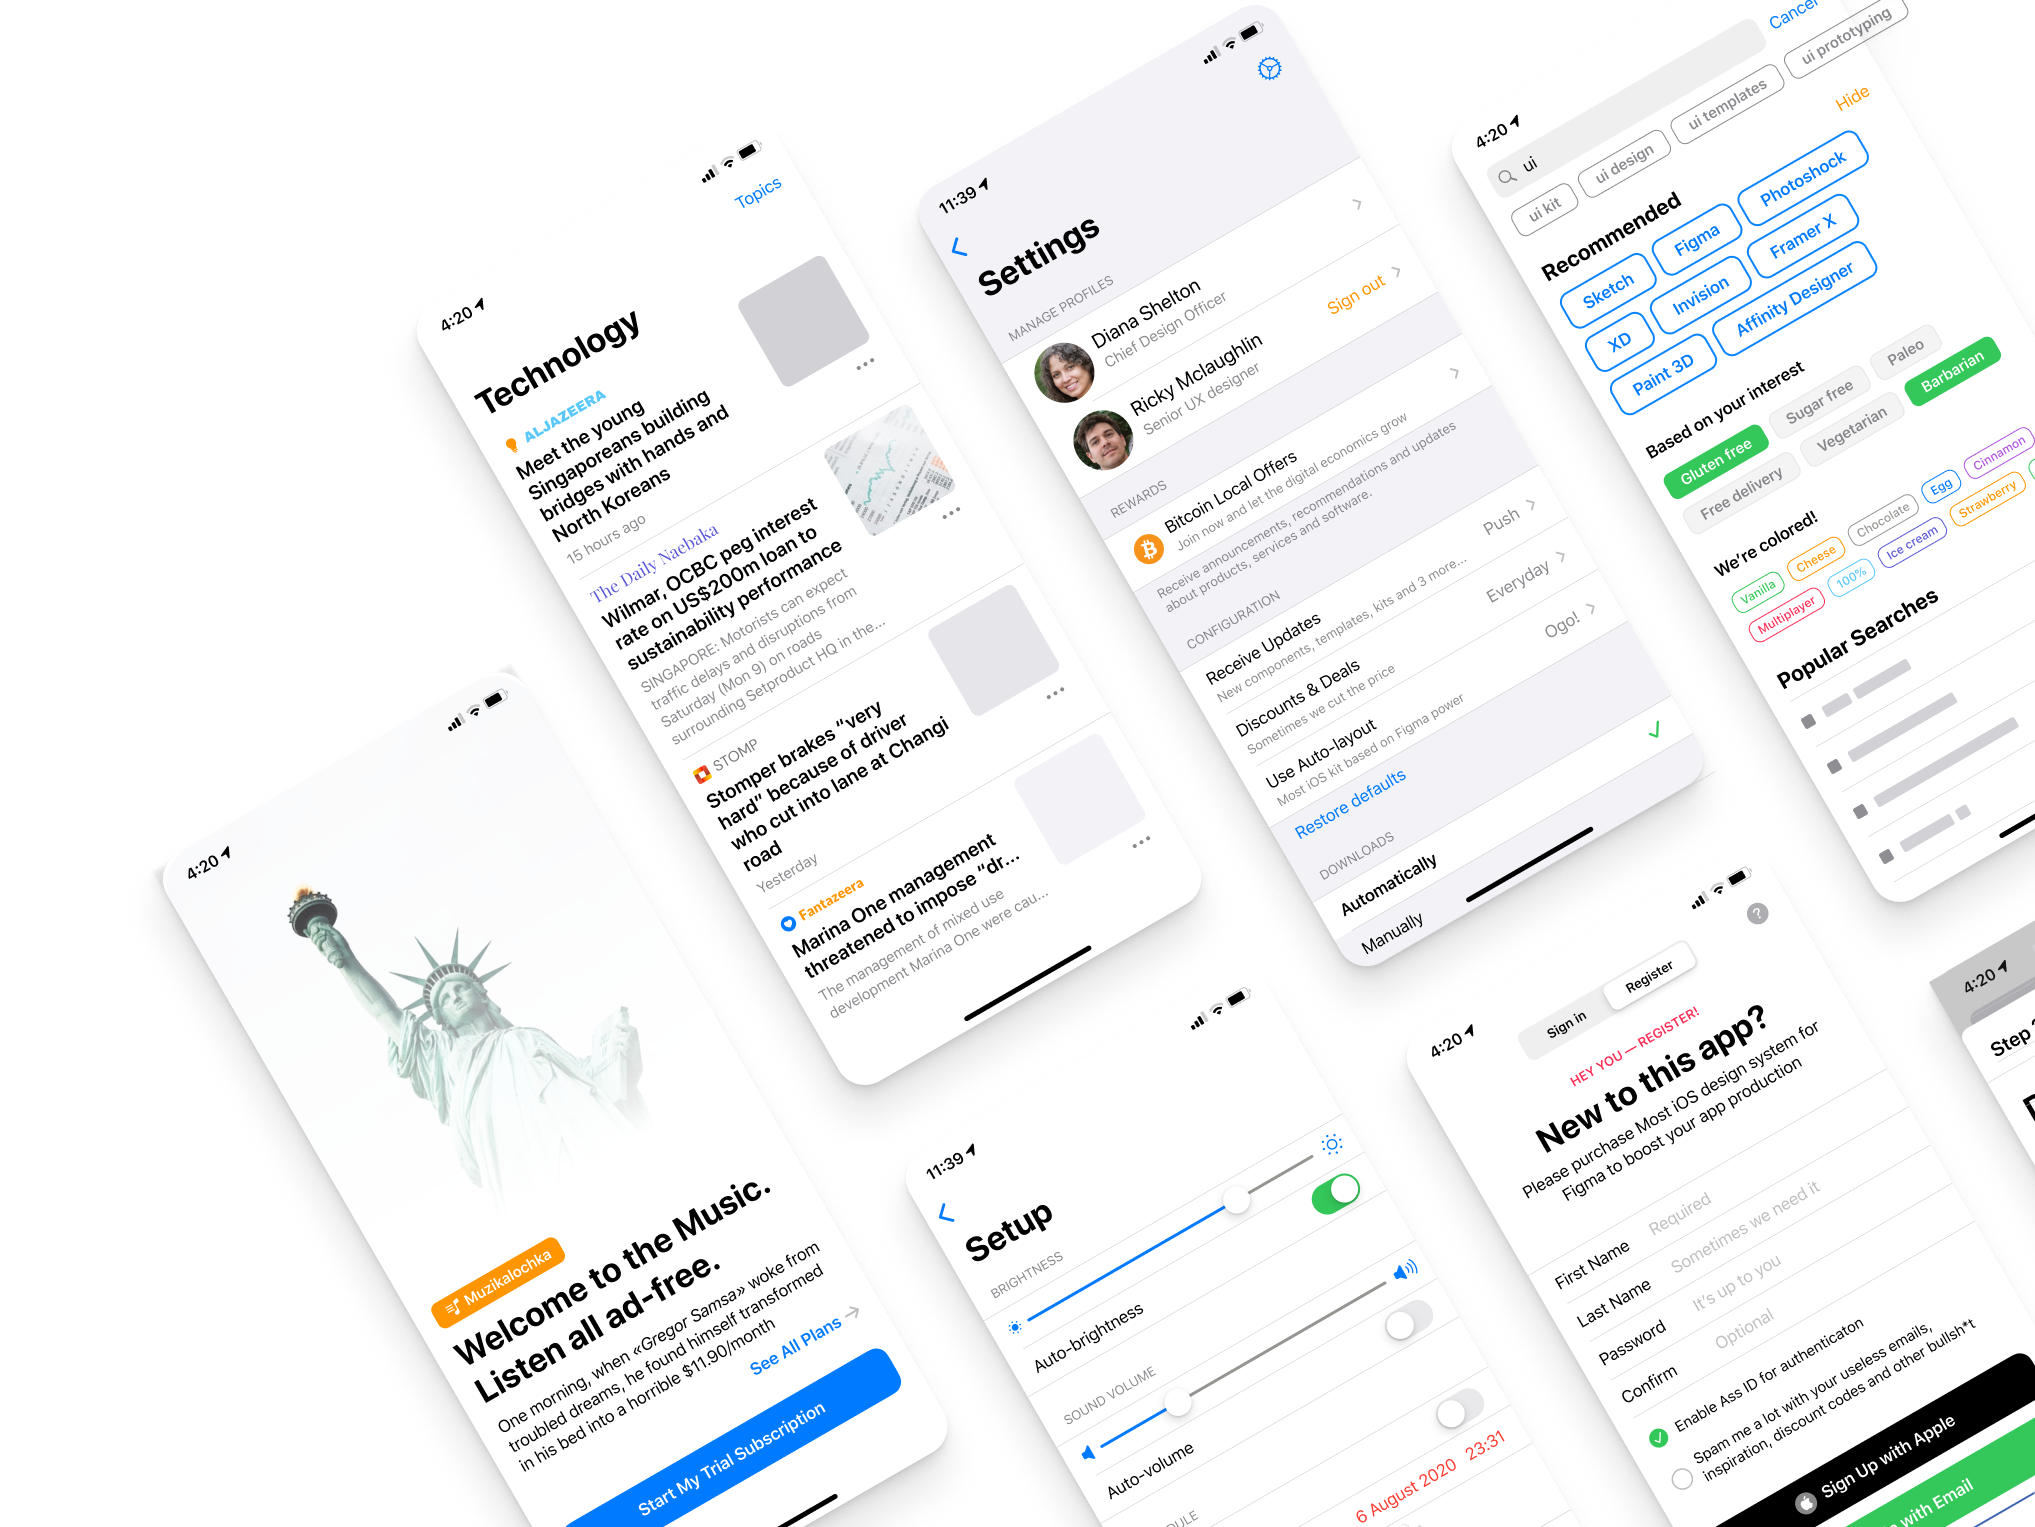 4:20
Topics
Technology
ALJAZEERA
Meet the young
Singaporeans building
bridges with hands and
North Koreans
15 hours ago
The Daily Naebaka
Wilmar, OCBC peg interest
rate on US$200m loan to
sustainability performance
SINGAPORE: Motorists can expect
traffic delays and disruptions from
Saturday (Mon 9) on roads
surrounding Setproduct HQ in the...
STOMP
Stomper brakes "very
hard" because of driver
who cut into lane at Changi
road
Yesterday
Fantazeera
Marina One management
threatened to impose "dr...
The management of mixed use
development Marina One were cau...
11:39
Settings
MANAGE PROFILES
Diana Shelton
Chief Design Officer
Ricky Mclaughlin
Senior UX designer
Sign out
REWARDS
Bitcoin Local Offers
Join now and let the digital economics grow
Receive announcements, recommendations and updates
about products, services and software.
CONFIGURATION
Receive Updates
New components, templates, kits and 3 more...
Push
Discounts & Deals
Sometimes we cut the price
Everyday
Use Auto-layout
Most iOS kit based on Figma power
Ogo!
Restore defaults
DOWNLOADS
Automatically
Manually
4:20
ui
Cancel
ui kit
ui design
ui templates
ui prototyping
Recommended
Hide
Sketch
Figma
Photoshock
XD
Invision
Framer X
Paint 3D
Affinity Designer
Based on your interest
Gluten free
Sugar free
Paleo
Free delivery
Vegetarian
Barbarian
We're colored!
Vanilla
Cheese
Chocolate
Egg
Cinnamon
Multiplayer
100%
Ice cream
Strawberry
Popular Searches
4:20
Muzikalochka
Welcome to the Music.
Listen all ad-free.
One morning, when «Gregor Samsa» woke from
troubled dreams, he found himself transformed
in his bed into a horrible $11.90/month
See All Plans
Start My Trial Subscription
11:39
Setup
BRIGHTNESS
Auto-brightness
SOUND VOLUME
Auto-volume
6 August 2020 23:31
4:20
Sign in
Register
?
HEY YOU — REGISTER!
New to this app?
Please purchase Most iOS design system for
Figma to boost your app production
First Name
Required
Last Name
Sometimes we need it
Password
It's up to you
Confirm
Optional
Enable Ass ID for authenticaton
Spam me a lot with your useless emails,
inspiration, discount codes and other bullsh*t
Sign Up with Apple
with Email
4:20
Step